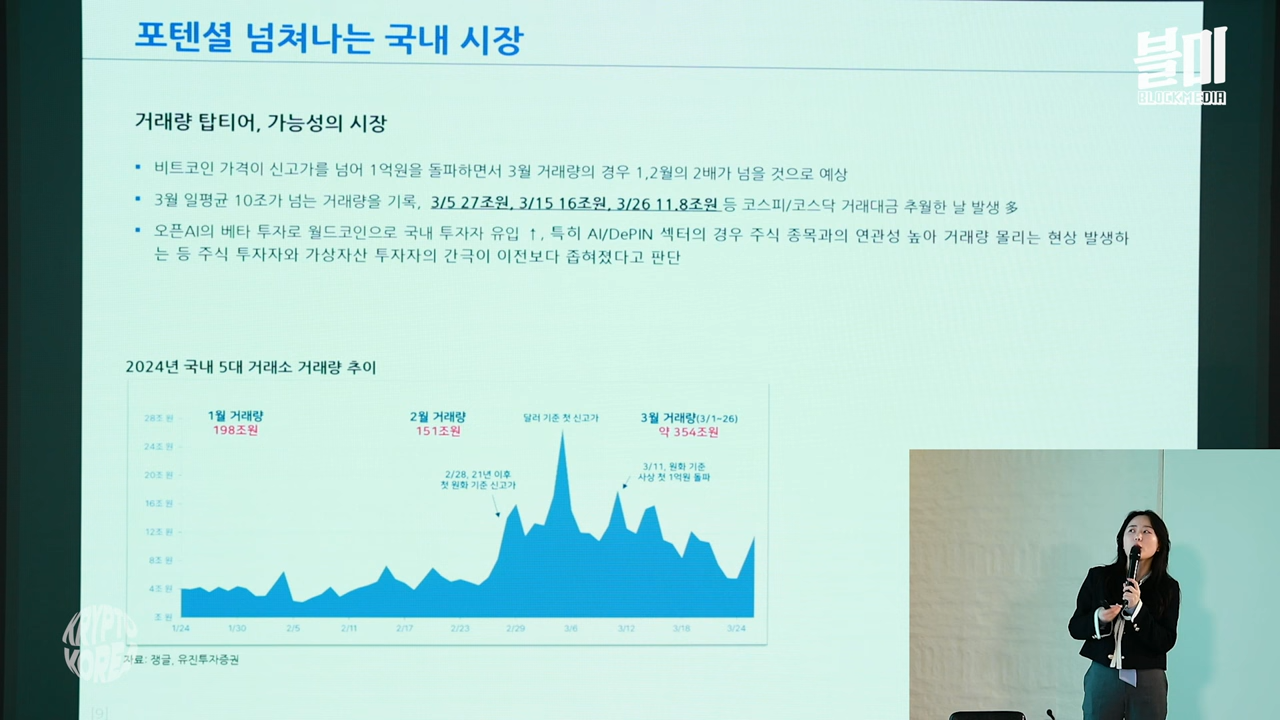 포텐셜 넘쳐나는 국내 시장
블미
BLOCKMEDIA
거래량 탑티어, 가능성의 시장
▪ 비트코인 가격이 신고가를 넘어 1억원을 돌파하면서 3월 거래량의 경우 1,2월의 2배가 넘을 것으로 예상
▪ 3월 일평균 10조가 넘는 거래량을 기록, 3/5 27조원, 3/15 16조원, 3/26 11.8조원 등 코스피/코스닥 거래대금 추월한 날 발생 多
▪ 오픈AI의 베타 투자로 월드코인으로 국내 투자자 유입 ↑, 특히 AI/DePIN 섹터의 경우 주식 종목과의 연관성 높아 거래량 몰리는 현상 발생하
는 등 주식 투자자와 가상자산 투자자의 간극이 이전보다 좁혀졌다고 판단
2024년 국내 5대 거래소 거래량 추이
1월 거래량
198조원
2월 거래량
151조원
달러 기준 첫 신고가
3월 거래량(3/1~26)
약 354조원
2/28, 21년 이후
첫 원화 기준 신고가
3/11, 원화 기준
사상 첫 1억원 돌파
28조 원
24조 원
20조 원
16조 원
12조 원
8조 원
4조 원
조 원
1/24 1/30 2/5 2/11 2/17 2/23 2/29 3/6 3/12 3/18 3/24
KRYPTO
KOREA
자료: 쟁글, 유진투자증권
[9]